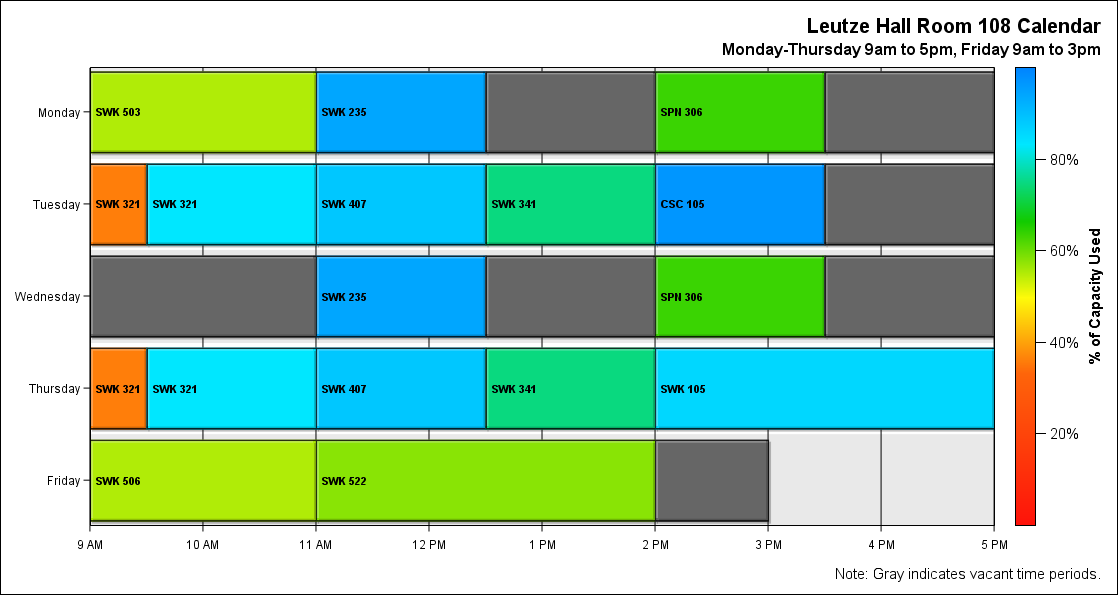 Leutze Hall Room 108 Calendar
Monday-Thursday 9am to 5pm, Friday 9am to 3pm
Monday
SWK 503
SWK 235
SPN 306
Tuesday
SWK 321
SWK 321
SWK 407
SWK 341
CSC 105
Wednesday
SWK 235
SPN 306
Thursday
SWK 321
SWK 321
SWK 407
SWK 341
SWK 105
Friday
SWK 506
SWK 522
9 AM
10 AM
11 AM
12 PM
1 PM
2 PM
3 PM
4 PM
5 PM
80%
60%
40%
20%
% of Capacity Used
Note: Gray indicates vacant time periods.